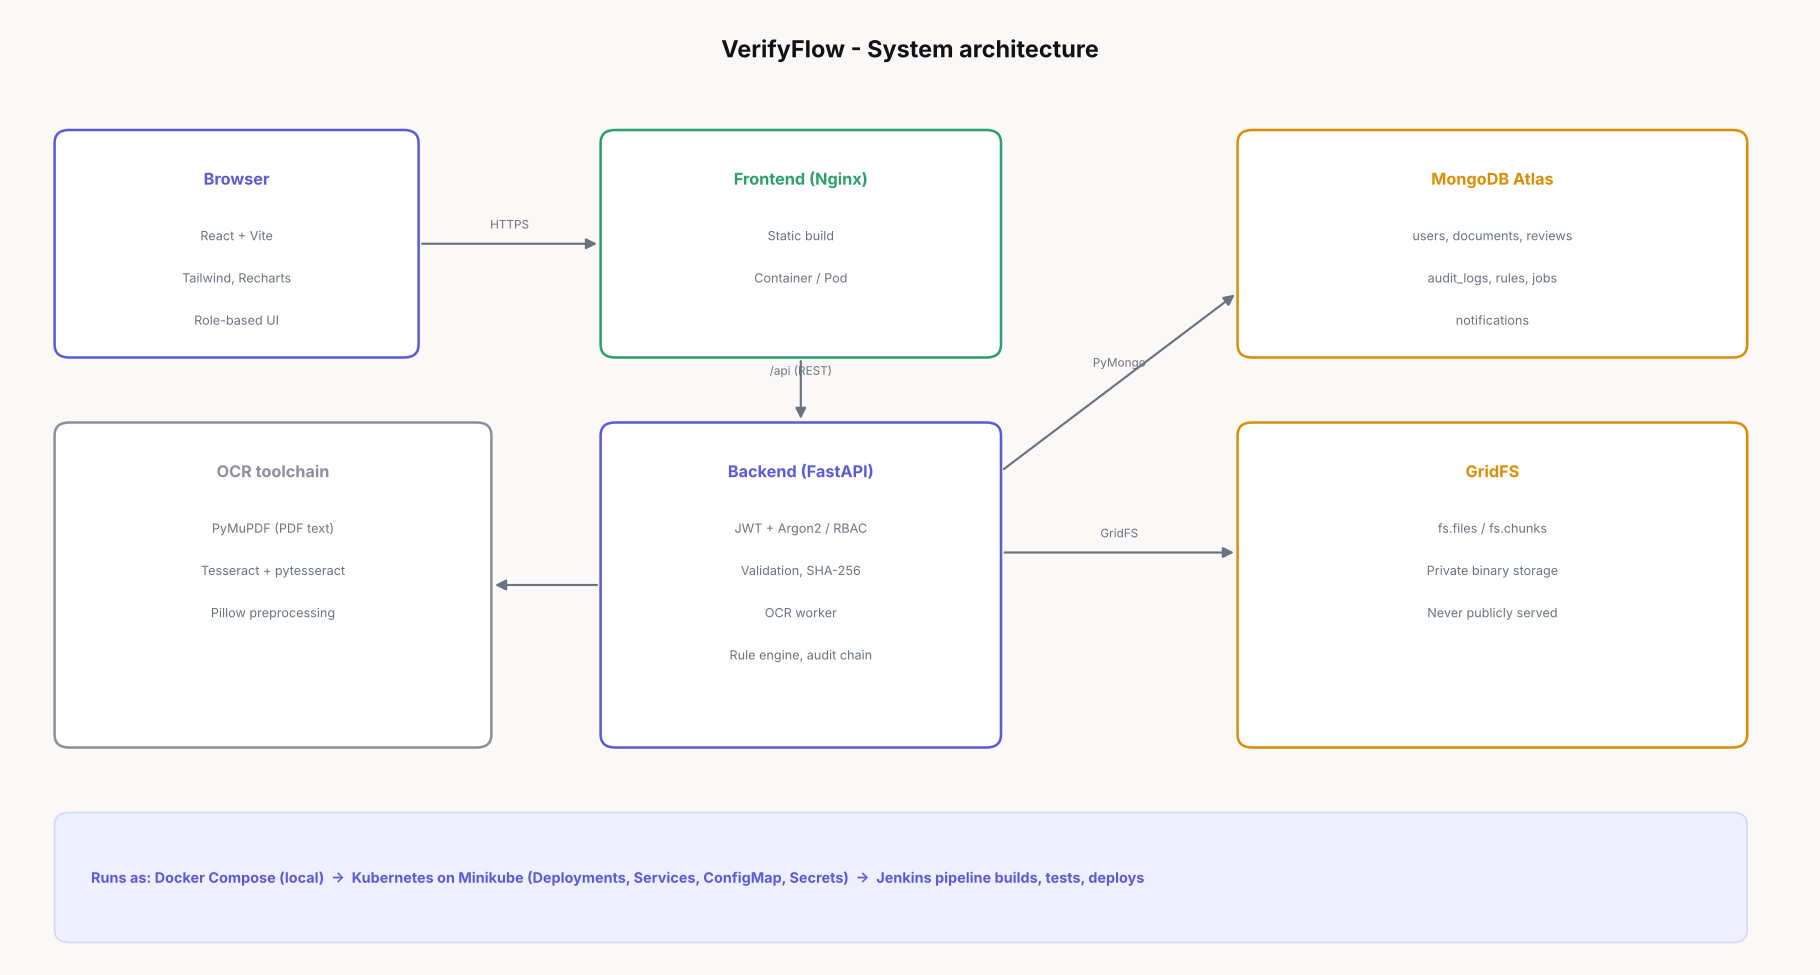 VerifyFlow - System architecture
Browser
React + Vite
Tailwind, Recharts
Role-based UI
HTTPS
Frontend (Nginx)
Static build
Container / Pod
MongoDB Atlas
users, documents, reviews
audit_logs, rules, jobs
notifications
/api (REST)
PyMongo
OCR toolchain
PyMuPDF (PDF text)
Tesseract + pytesseract
Pillow preprocessing
Backend (FastAPI)
JWT + Argon2 / RBAC
Validation, SHA-256
OCR worker
Rule engine, audit chain
GridFS
GridFS
fs.files / fs.chunks
Private binary storage
Never publicly served
Runs as: Docker Compose (local) → Kubernetes on Minikube (Deployments, Services, ConfigMap, Secrets) → Jenkins pipeline builds, tests, deploys